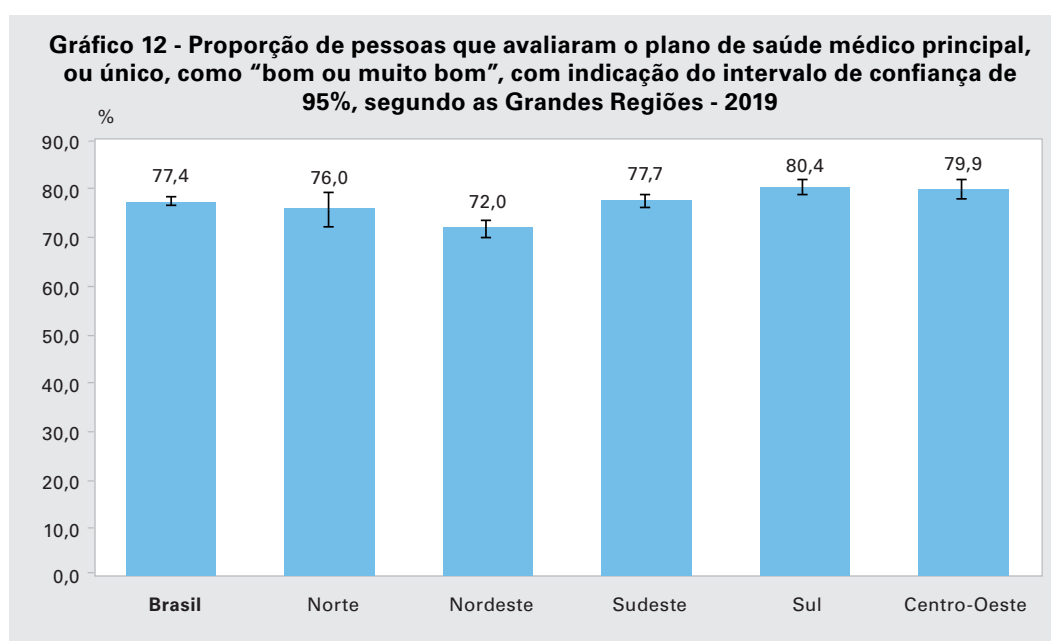 Gráfico 12 - Proporção de pessoas que avaliaram o plano de saúde médico principal,
ou único, como “bom ou muito bom”, com indicação do intervalo de confiança de
95%, segundo as Grandes Regiões - 2019
%
90,0
80,0
70,0
60,0
50,0
40,0
30,0
20,0
10,0
0,0
77,4
76,0
72,0
77,7
80,4
79,9
Brasil
Norte
Nordeste
Sudeste
Sul
Centro-Oeste